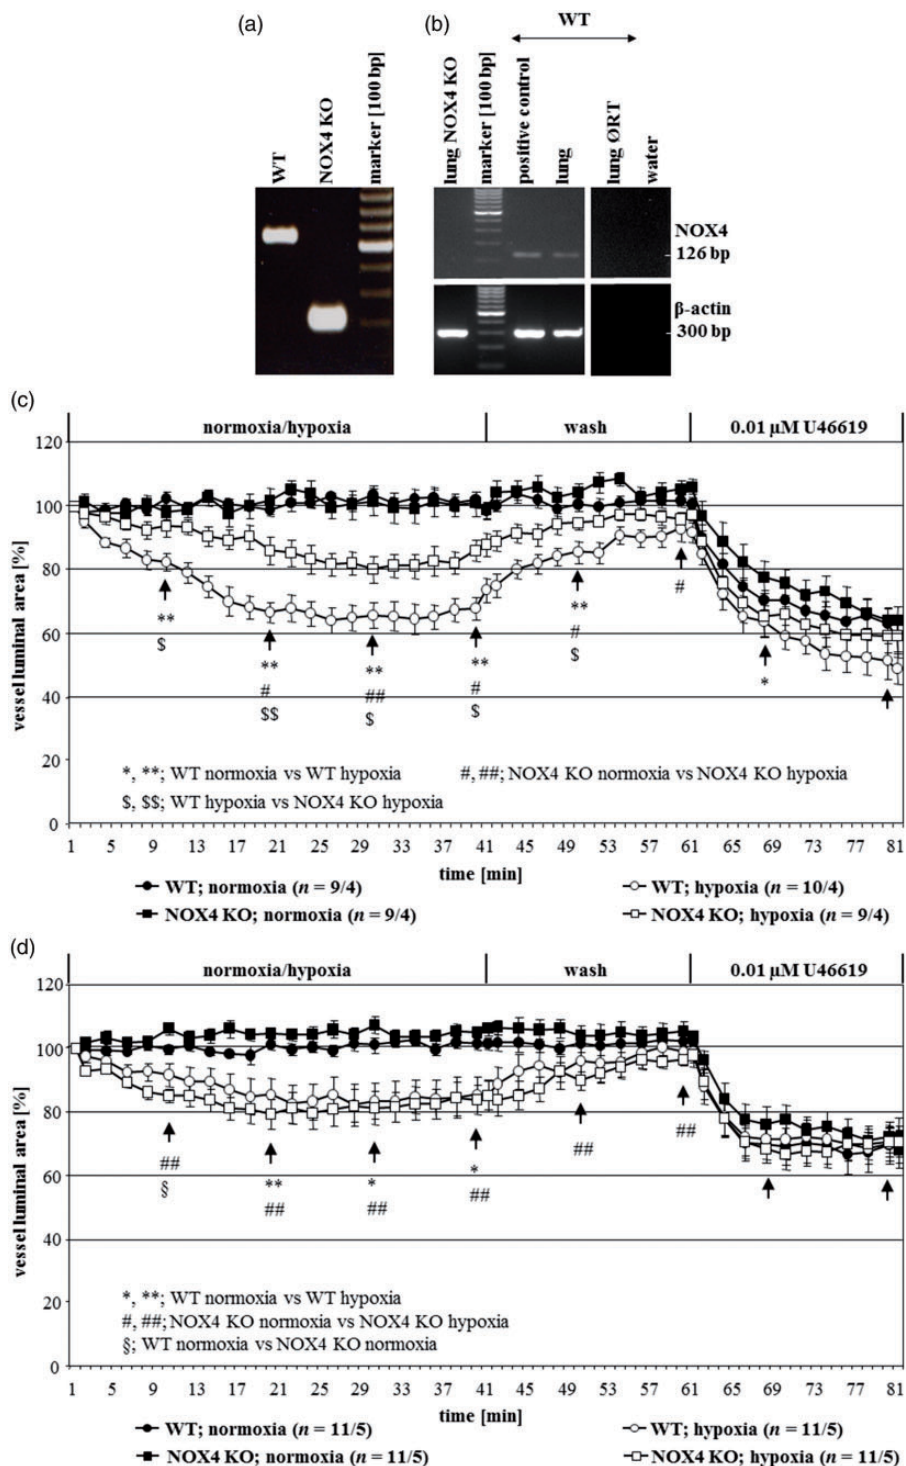 (a)
(b)
WT
WT
NOX4 KO
marker [100 bp]
lung NOX4 KO
marker [100 bp]
positive control
lung
lung ØRT
water
NOX4
126 bp
β-actin
300 bp
(c)
normoxia/hypoxia
wash
0.01 μM U46619
vessel luminal area [%]
120
100
80
60
40
20
0
**
$
**
#
$$
**
##
$
**
#
$
**
#
$
#
*
*, **; WT normoxia vs WT hypoxia
#, ##; NOX4 KO normoxia vs NOX4 KO hypoxia
$, $$; WT hypoxia vs NOX4 KO hypoxia
1 5 9 13 17 21 25 29 33 37 41 45 49 53 57 61 65 69 73 77 81
time [min]
WT; normoxia (n = 9/4)
WT; hypoxia (n = 10/4)
NOX4 KO; normoxia (n = 9/4)
NOX4 KO; hypoxia (n = 9/4)
(d)
normoxia/hypoxia
wash
0.01 μM U46619
vessel luminal area [%]
120
100
80
60
40
20
0
##
§
**
##
*
##
*
##
##
##
*, **; WT normoxia vs WT hypoxia
#, ##; NOX4 KO normoxia vs NOX4 KO hypoxia
§; WT normoxia vs NOX4 KO normoxia
1 5 9 13 17 21 25 29 33 37 41 45 49 53 57 61 65 69 73 77 81
time [min]
WT; normoxia (n = 11/5)
WT; hypoxia (n = 11/5)
NOX4 KO; normoxia (n = 11/5)
NOX4 KO; hypoxia (n = 11/5)